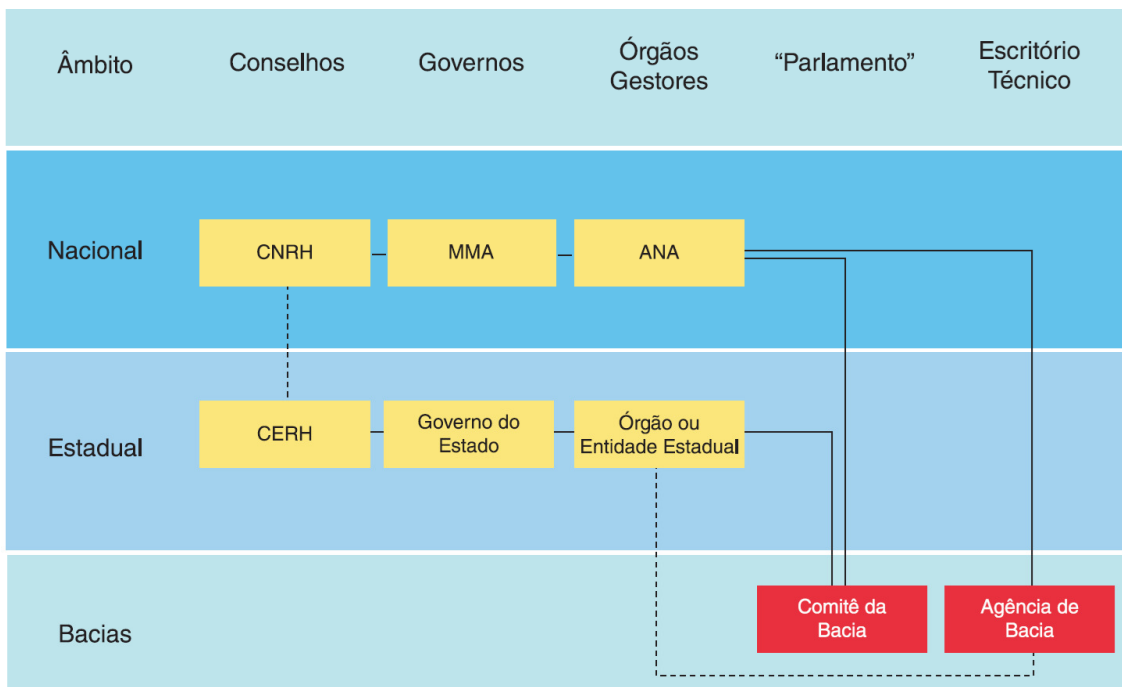 Âmbito
Conselhos
Governos
Órgãos
Gestores
“Parlamento”
Escritório
Técnico
Nacional
CNRH
MMA
ANA
Estadual
CERH
Governo do
Estado
Órgão ou
Entidade Estadual
Bacias
Comitê da
Bacia
Agência de
Bacia